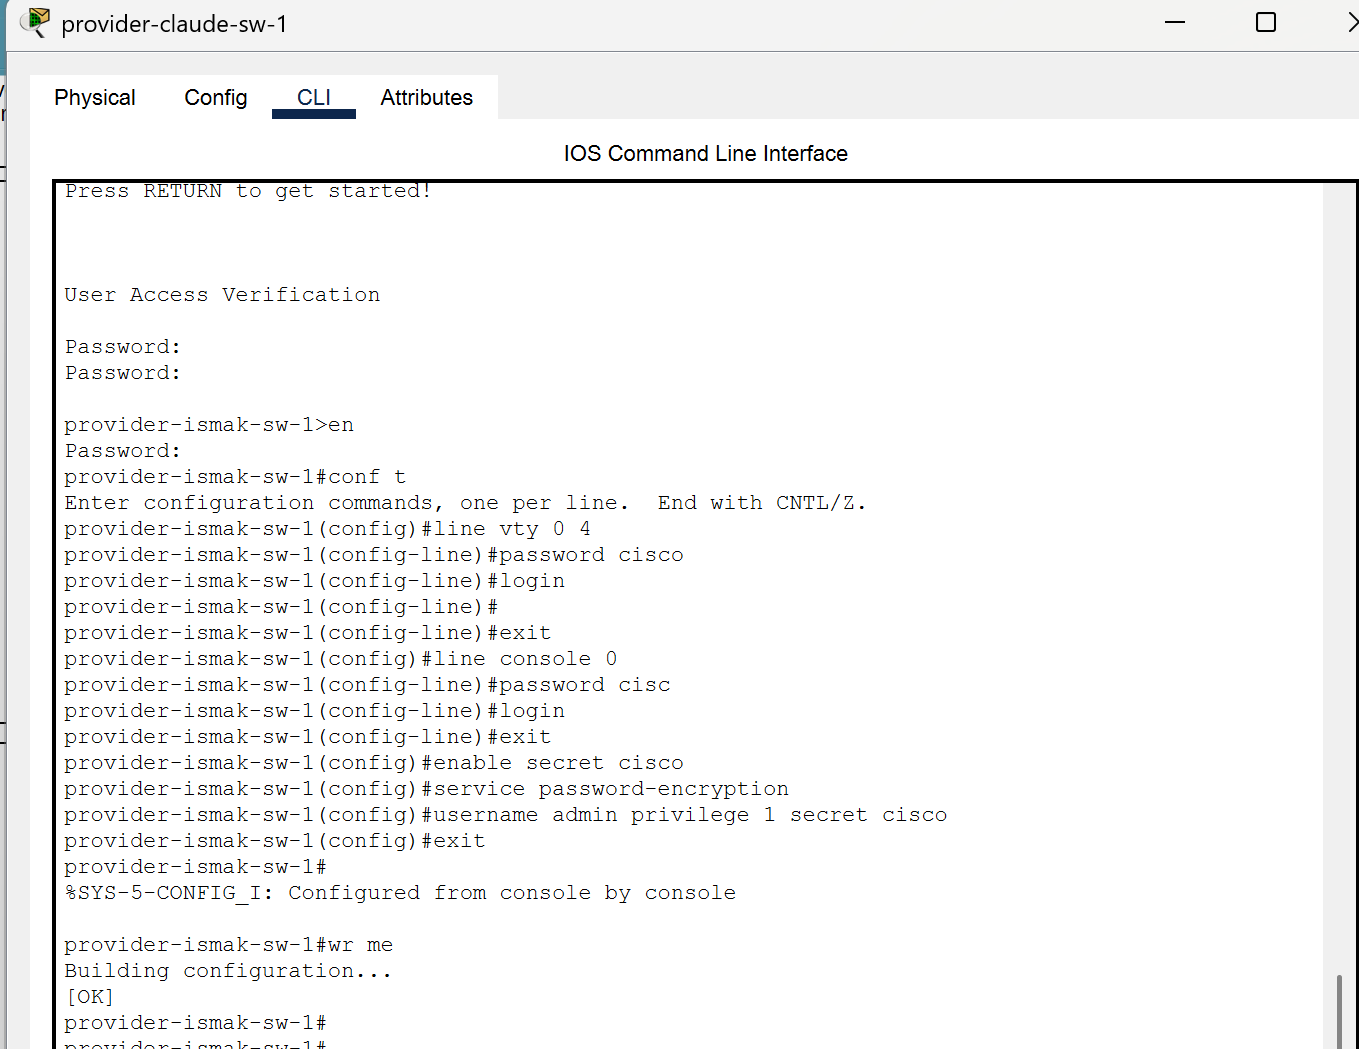 provider-claude-sw-1
Physical Config CLI Attributes
IOS Command Line Interface
Press RETURN to get started!
User Access Verification
Password:
Password:
provider-ismak-sw-1>en
Password:
provider-ismak-sw-1#conf t
Enter configuration commands, one per line.  End with CNTL/Z.
provider-ismak-sw-1(config)#line vty 0 4
provider-ismak-sw-1(config-line)#password cisco
provider-ismak-sw-1(config-line)#login
provider-ismak-sw-1(config-line)#
provider-ismak-sw-1(config-line)#exit
provider-ismak-sw-1(config)#line console 0
provider-ismak-sw-1(config-line)#password cisc
provider-ismak-sw-1(config-line)#login
provider-ismak-sw-1(config-line)#exit
provider-ismak-sw-1(config)#enable secret cisco
provider-ismak-sw-1(config)#service password-encryption
provider-ismak-sw-1(config)#username admin privilege 1 secret cisco
provider-ismak-sw-1(config)#exit
provider-ismak-sw-1#
%SYS-5-CONFIG_I: Configured from console by console
provider-ismak-sw-1#wr me
Building configuration...
[OK]
provider-ismak-sw-1#
provider-ismak-sw-1#